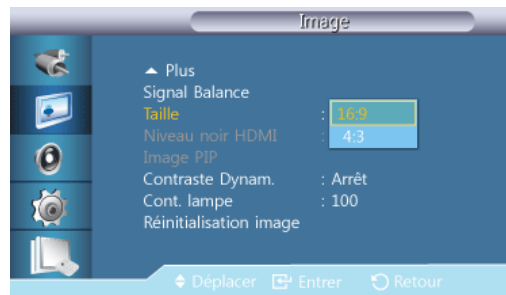 Image
Plus
Signal Balance
Taille : 16:9
Niveau noir HDMI : 4:3
Image PIP
Contraste Dynam. : Arrêt
Cont. lampe : 100
Réinitialisation image
Déplacer Entrer Retour